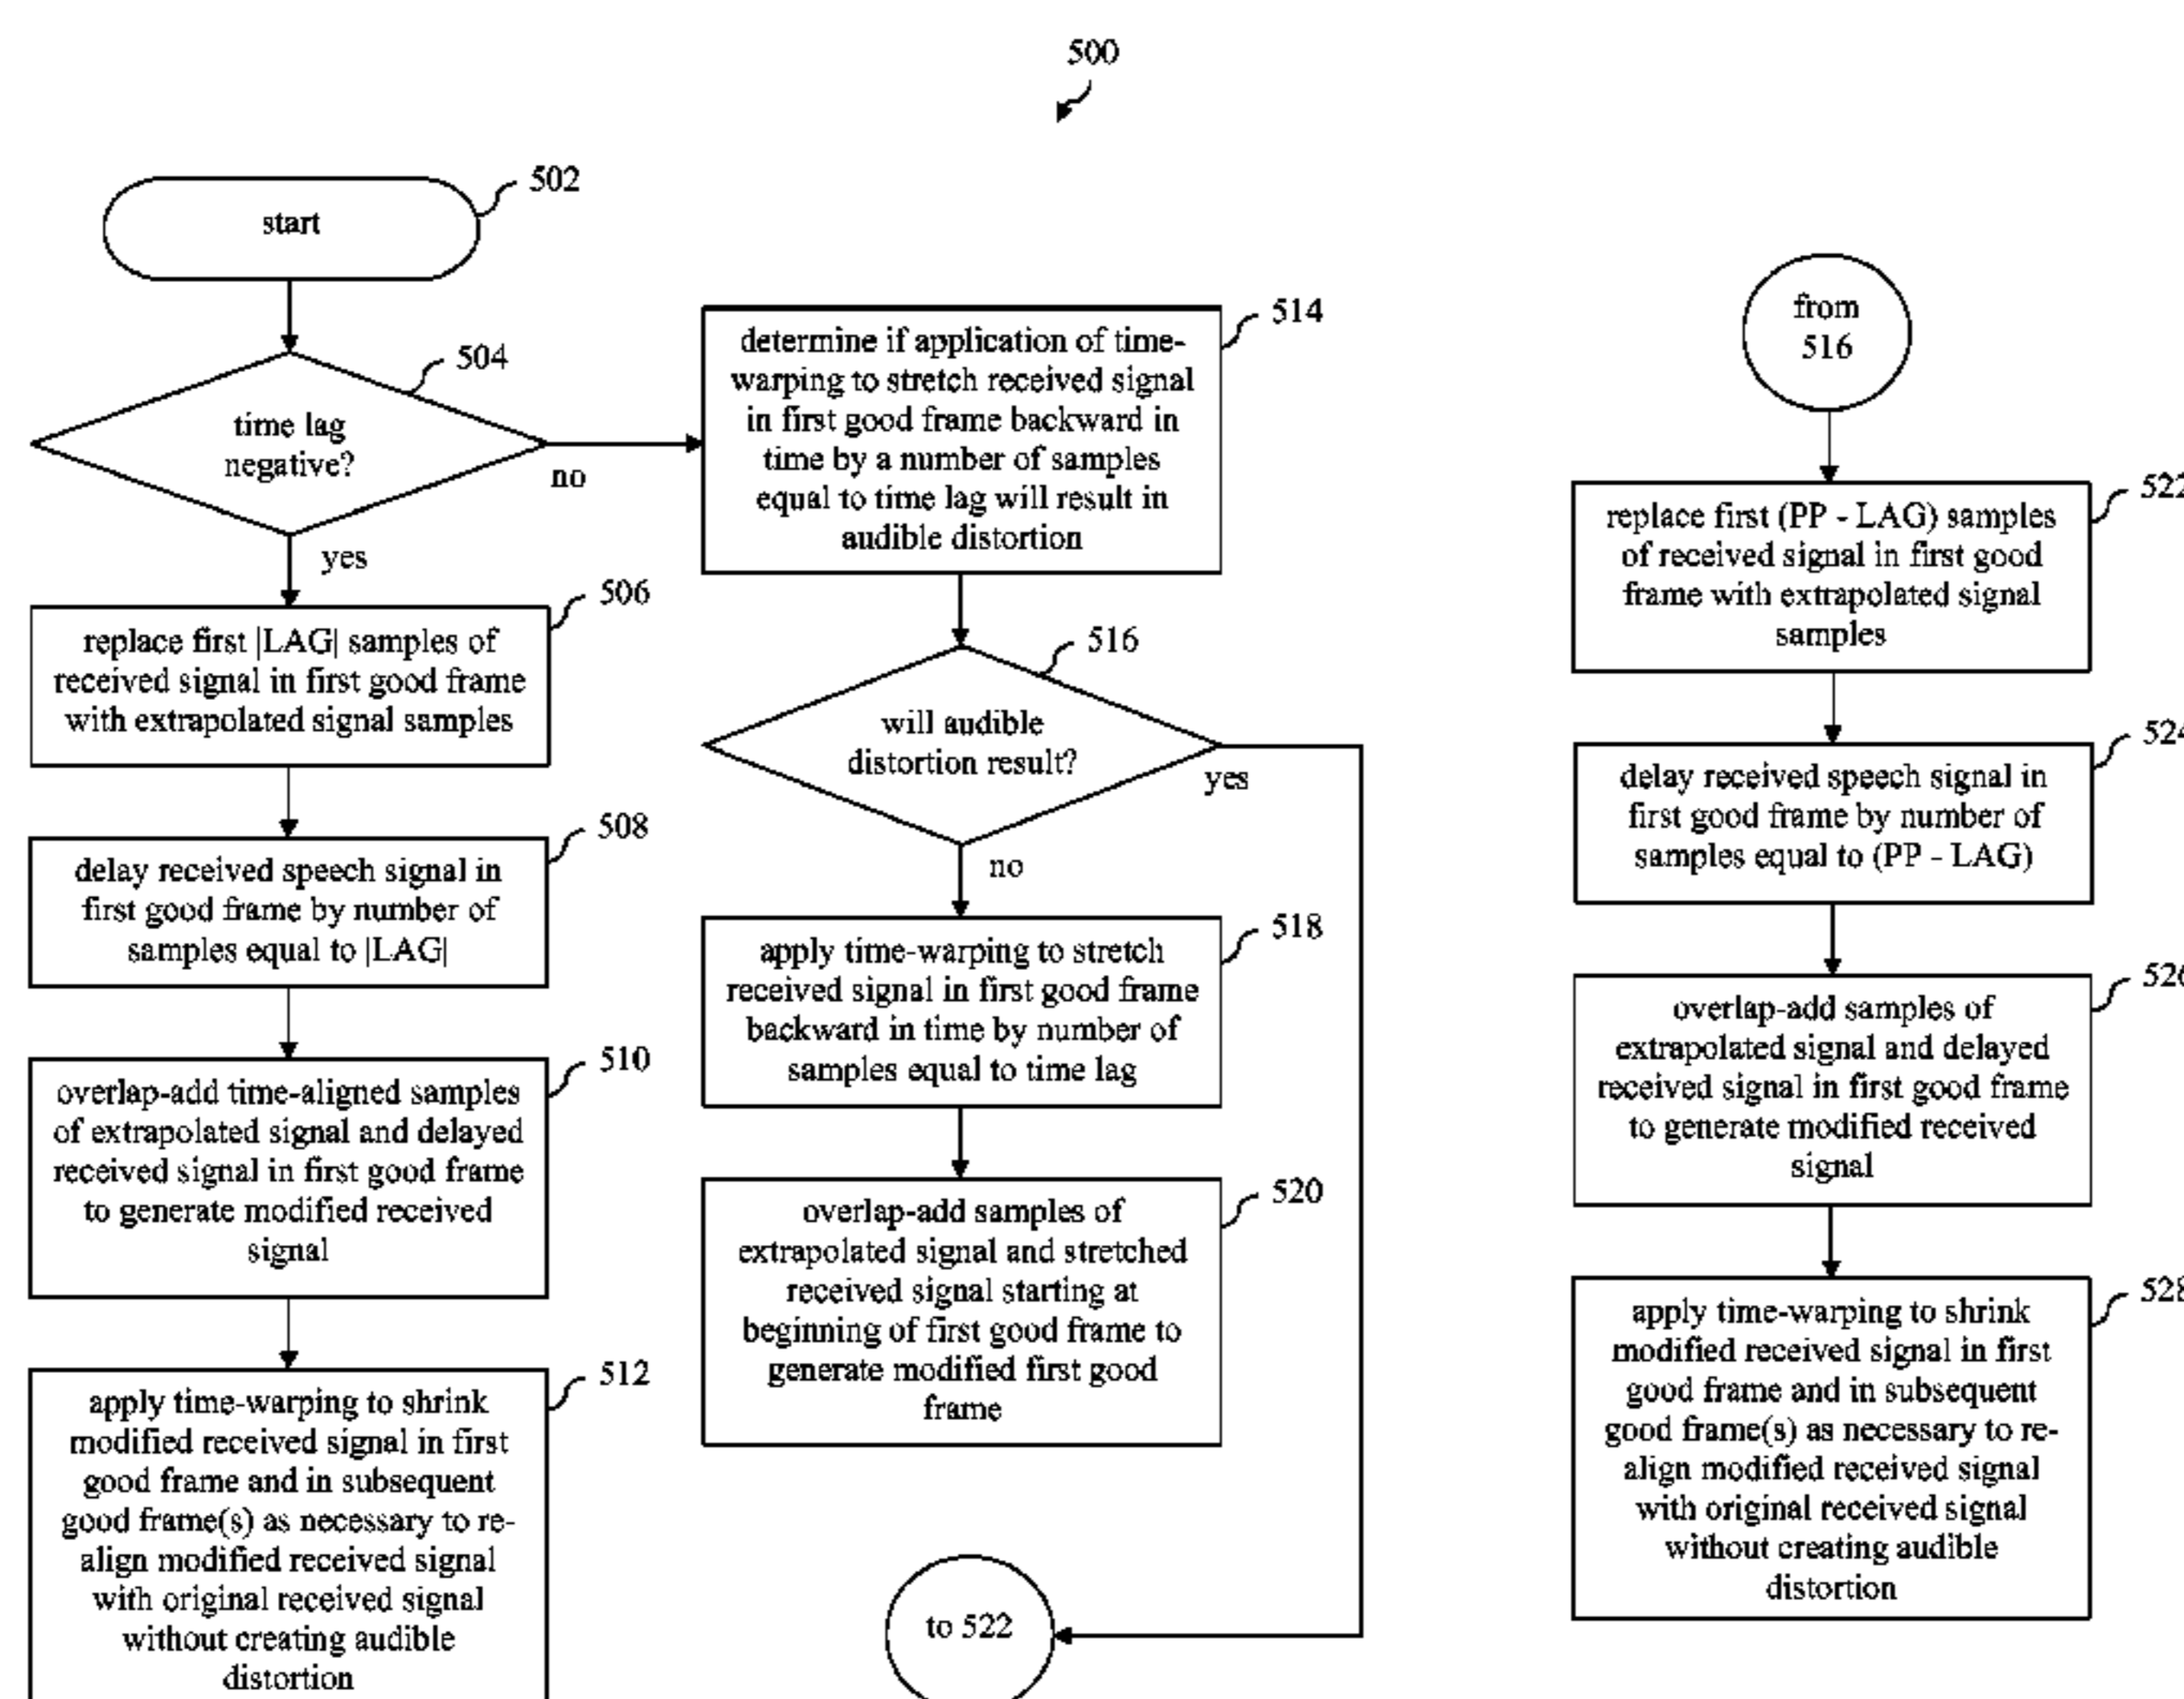 500
start
502
time lag
negative?
504
no
yes
replace first |LAG| samples of
received signal in first good frame
with extrapolated signal samples
506
delay received speech signal in
first good frame by number of
samples equal to |LAG|
508
overlap-add time-aligned samples
of extrapolated signal and delayed
received signal in first good frame
to generate modified received
signal
510
apply time-warping to shrink
modified received signal in first
good frame and in subsequent
good frame(s) as necessary to re-
align modified received signal
with original received signal
without creating audible
distortion
512
determine if application of time-
warping to stretch received signal
in first good frame backward in
time by a number of samples
equal to time lag will result in
audible distortion
514
will audible
distortion result?
516
yes
no
apply time-warping to stretch
received signal in first good frame
backward in time by number of
samples equal to time lag
518
overlap-add samples of
extrapolated signal and stretched
received signal starting at
beginning of first good frame to
generate modified first good
frame
520
to 522
from
516
replace first (PP - LAG) samples
of received signal in first good
frame with extrapolated signal
samples
522
delay received speech signal in
first good frame by number of
samples equal to (PP - LAG)
524
overlap-add samples of
extrapolated signal and delayed
received signal in first good frame
to generate modified received
signal
526
apply time-warping to shrink
modified received signal in first
good frame and in subsequent
good frame(s) as necessary to re-
align modified received signal
with original received signal
without creating audible
distortion
528